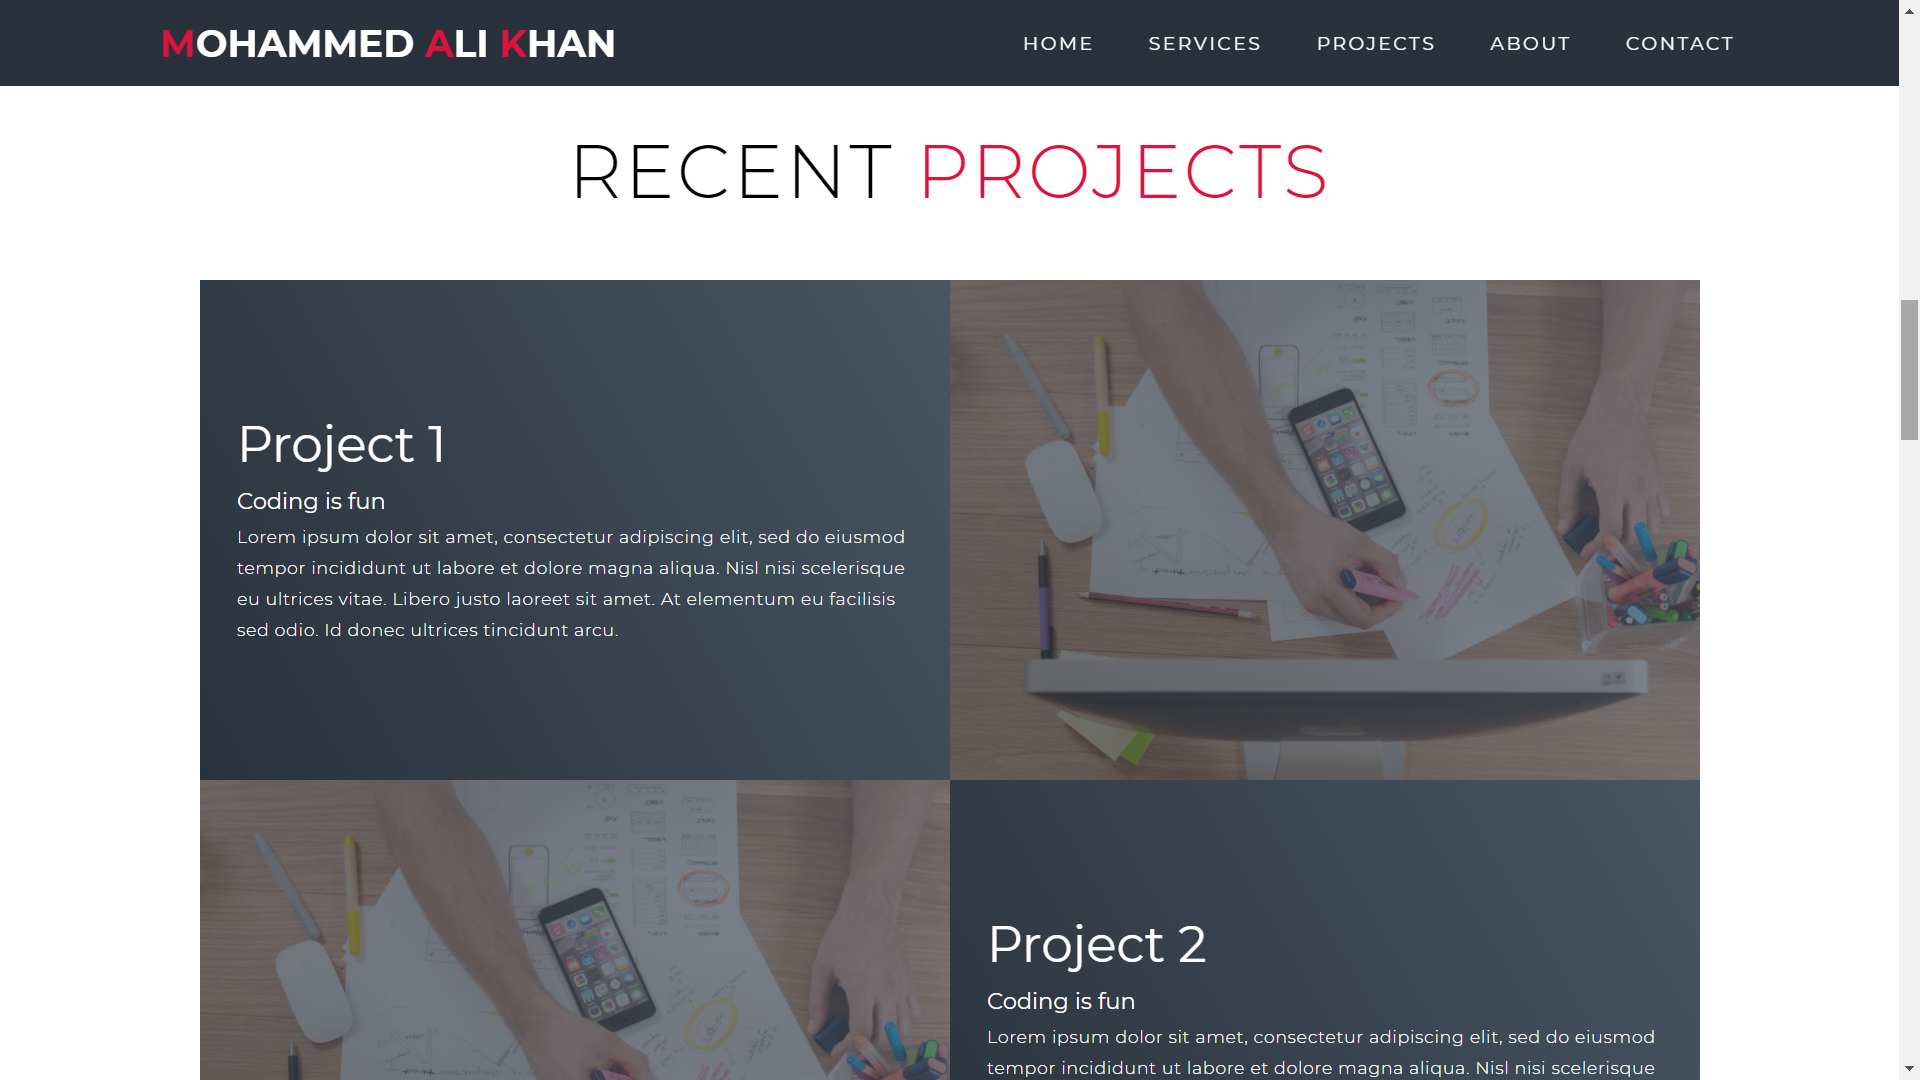 MOHAMMED ALI KHAN
HOME SERVICES PROJECTS ABOUT CONTACT
RECENT PROJECTS
Project 1
Coding is fun
Lorem ipsum dolor sit amet, consectetur adipiscing elit, sed do eiusmod
tempor incididunt ut labore et dolore magna aliqua. Nisl nisi scelerisque
eu ultrices vitae. Libero justo laoreet sit amet. At elementum eu facilisis
sed odio. Id donec ultrices tincidunt arcu.
Project 2
Coding is fun
Lorem ipsum dolor sit amet, consectetur adipiscing elit, sed do eiusmod
tempor incididunt ut labore et dolore magna aliqua. Nisl nisi scelerisque